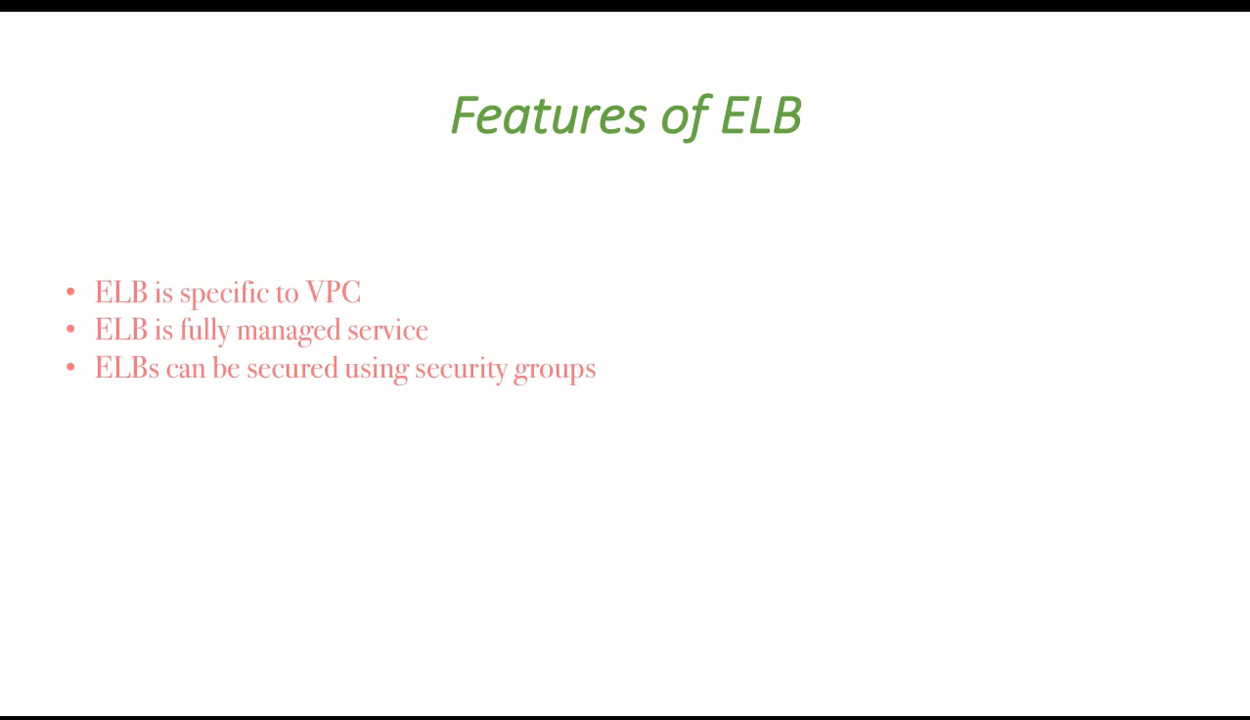 Features of ELB
• ELB is specific to VPC
• ELB is fully managed service
• ELBs can be secured using security groups